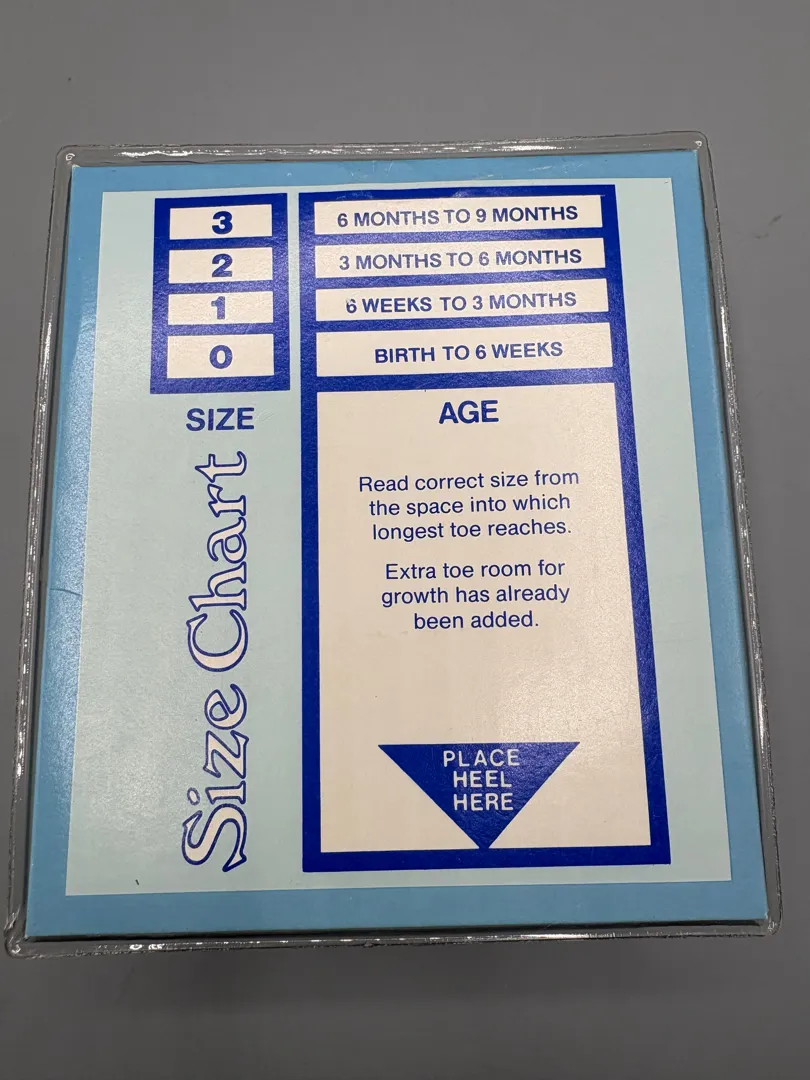 3 6 MONTHS TO 9 MONTHS
2 3 MONTHS TO 6 MONTHS
1 6 WEEKS TO 3 MONTHS
0 BIRTH TO 6 WEEKS
SIZE AGE
Size Chart
Read correct size from
the space into which
longest toe reaches.
Extra toe room for
growth has already
been added.
PLACE
HEEL
HERE